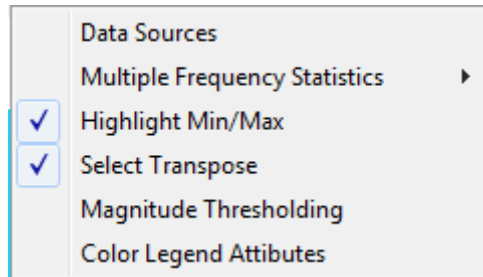 Data Sources
Multiple Frequency Statistics
Highlight Min/Max
Select Transpose
Magnitude Thresholding
Color Legend Attibutes